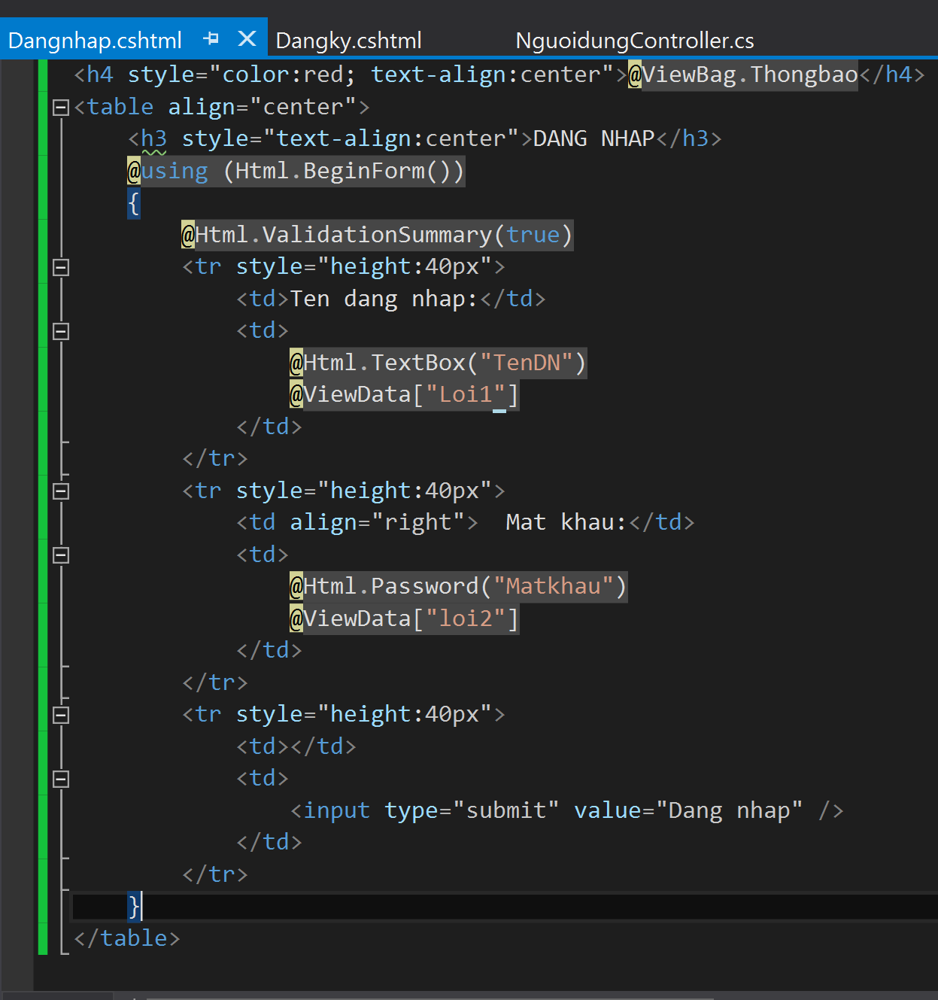 Dangnhap.cshtml Dangky.cshtml NguoidungController.cs
<h4 style="color:red; text-align:center">@ViewBag.Thongbao</h4>
<table align="center">
<h3 style="text-align:center">DANG NHAP</h3>
@using (Html.BeginForm())
{
@Html.ValidationSummary(true)
<tr style="height:40px">
<td>Ten dang nhap:</td>
<td>
@Html.TextBox("TenDN")
@ViewData["Loi1"]
</td>
</tr>
<tr style="height:40px">
<td align="right">  Mat khau:</td>
<td>
@Html.Password("Matkhau")
@ViewData["loi2"]
</td>
</tr>
<tr style="height:40px">
<td></td>
<td>
<input type="submit" value="Dang nhap" />
</td>
</tr>
}
</table>